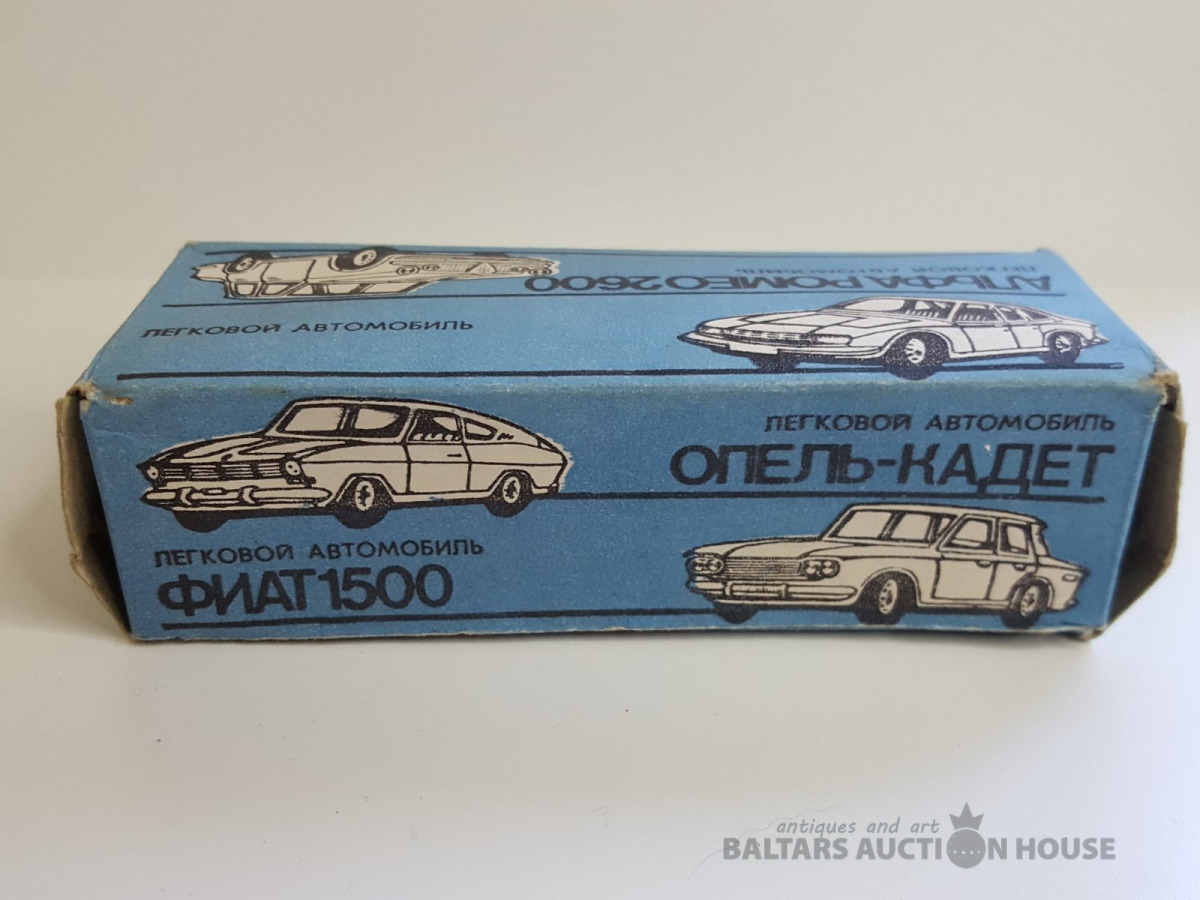 ЛЕГКОВОЙ АВТОМОБИЛЬ
АЛЬФА РОМЕО 2600
ЛЕГКОВОЙ АВТОМОБИЛЬ
ЛЕГКОВОЙ АВТОМОБИЛЬ
ОПЕЛЬ-КАДЕТ
ЛЕГКОВОЙ АВТОМОБИЛЬ
ФИАТ 1500
antiques and art
BALTARS AUCTION HOUSE